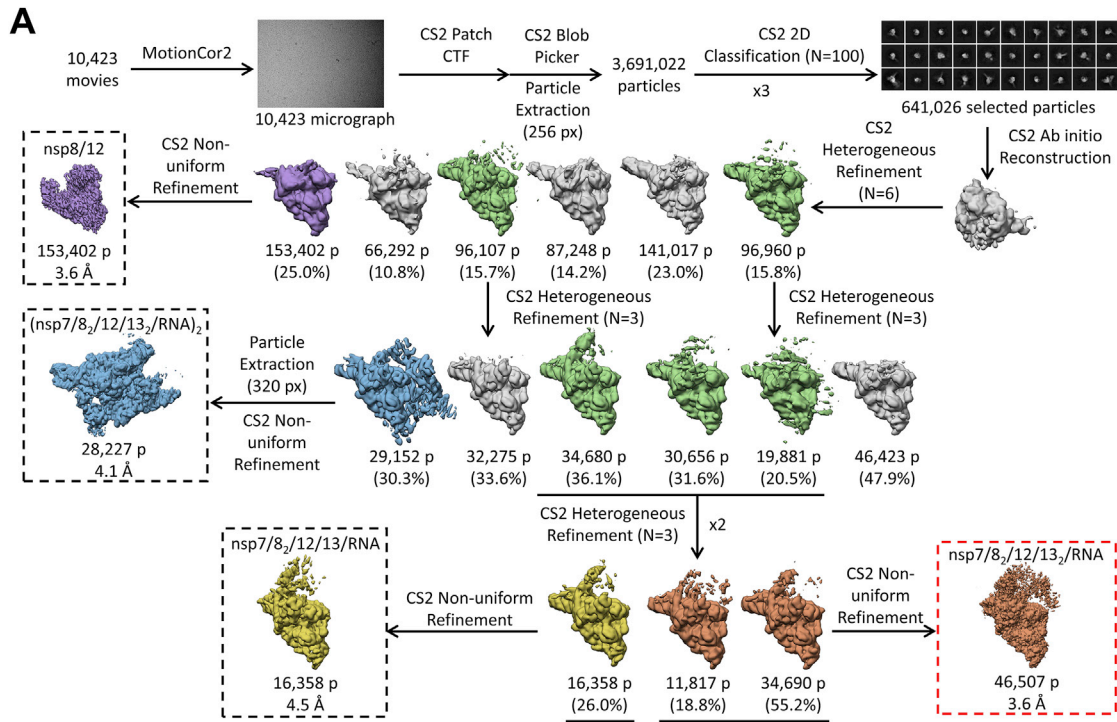 A
10,423
movies
MotionCor2
10,423 micrograph
CS2 Patch
CTF
CS2 Blob
Picker
Particle
Extraction
(256 px)
3,691,022
particles
CS2 2D
Classification (N=100)
x3
641,026 selected particles
CS2 Ab initio
Reconstruction
CS2
Heterogeneous
Refinement
(N=6)
nsp8/12
153,402 p
3.6 Å
CS2 Non-
uniform
Refinement
153,402 p
(25.0%)
66,292 p
(10.8%)
96,107 p
(15.7%)
87,248 p
(14.2%)
141,017 p
(23.0%)
96,960 p
(15.8%)
CS2 Heterogeneous
Refinement (N=3)
CS2 Heterogeneous
Refinement (N=3)
(nsp7/8₂/12/13₂/RNA)₂
28,227 p
4.1 Å
Particle
Extraction
(320 px)
CS2 Non-
uniform
Refinement
29,152 p
(30.3%)
32,275 p
(33.6%)
34,680 p
(36.1%)
30,656 p
(31.6%)
19,881 p
(20.5%)
46,423 p
(47.9%)
CS2 Heterogeneous
Refinement (N=3)
x2
nsp7/8₂/12/13/RNA
16,358 p
4.5 Å
CS2 Non-uniform
Refinement
16,358 p
(26.0%)
11,817 p
(18.8%)
34,690 p
(55.2%)
CS2 Non-
uniform
Refinement
nsp7/8₂/12/13₂/RNA
46,507 p
3.6 Å